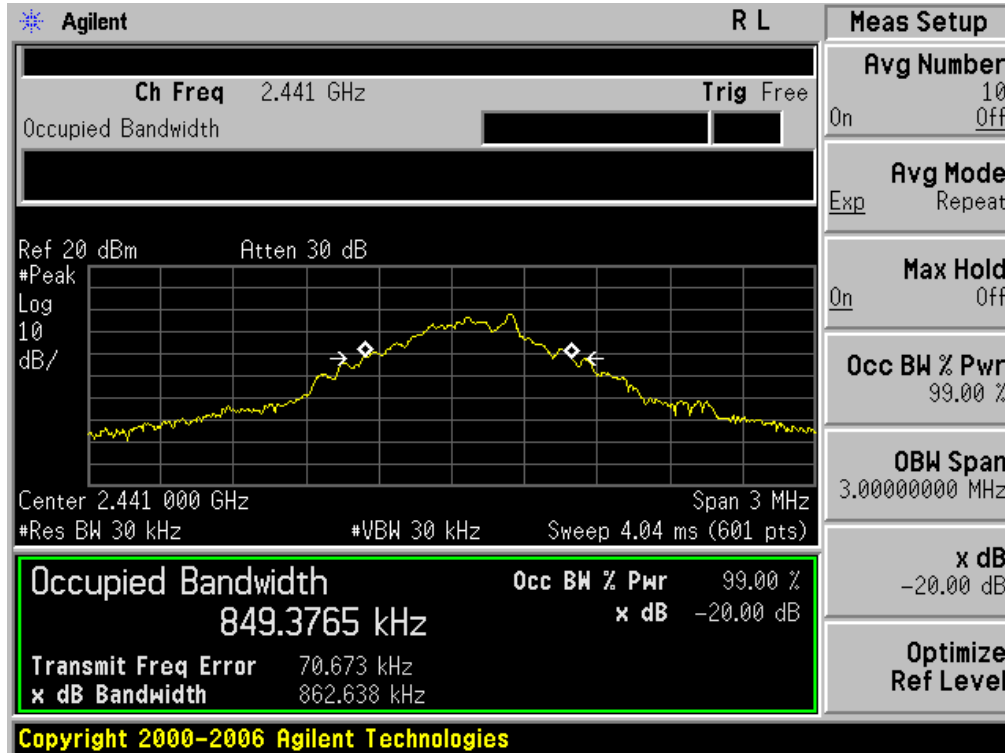 Agilent R L Meas Setup
Ch Freq 2.441 GHz Trig Free
Occupied Bandwidth
Ref 20 dBm Atten 30 dB
#Peak
Log
10
dB/
Center 2.441 000 GHz Span 3 MHz
#Res BW 30 kHz #VBW 30 kHz Sweep 4.04 ms (601 pts)
Occupied Bandwidth
849.3765 kHz
Occ BW % Pwr 99.00 %
x dB -20.00 dB
Transmit Freq Error 70.673 kHz
x dB Bandwidth 862.638 kHz
Avg Number
10
On Off
Avg Mode
Exp Repeat
Max Hold
On Off
Occ BW % Pwr
99.00 %
OBW Span
3.00000000 MHz
x dB
-20.00 dB
Optimize
Ref Level
Copyright 2000-2006 Agilent Technologies